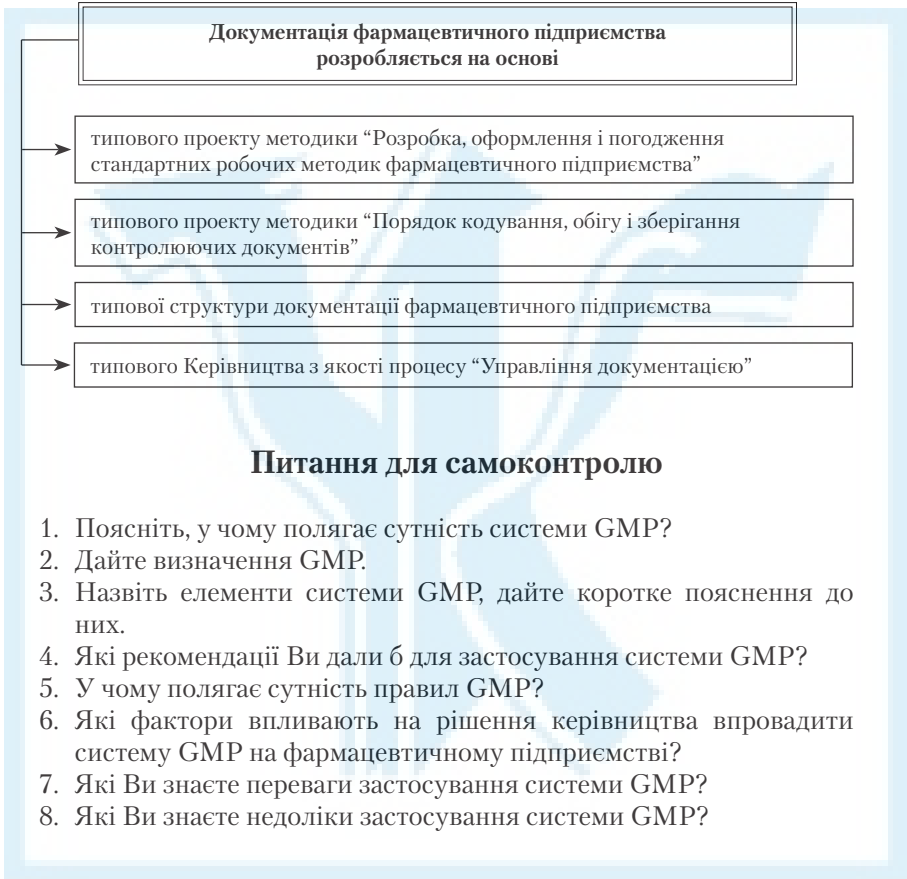 Документація фармацевтичного підприємства
розробляється на основі
типового проекту методики “Розробка, оформлення і погодження
стандартних робочих методик фармацевтичного підприємства”
типового проекту методики “Порядок кодування, обігу і зберігання
контролюючих документів”
типової структури документації фармацевтичного підприємства
типового Керівництва з якості процесу “Управління документацією”
Питання для самоконтролю
1. Поясніть, у чому полягає сутність системи GMP?
2. Дайте визначення GMP.
3. Назвіть елементи системи GMP, дайте коротке пояснення до
них.
4. Які рекомендації Ви дали б для застосування системи GMP?
5. У чому полягає сутність правил GMP?
6. Які фактори впливають на рішення керівництва впровадити
систему GMP на фармацевтичному підприємстві?
7. Які Ви знаєте переваги застосування системи GMP?
8. Які Ви знаєте недоліки застосування системи GMP?